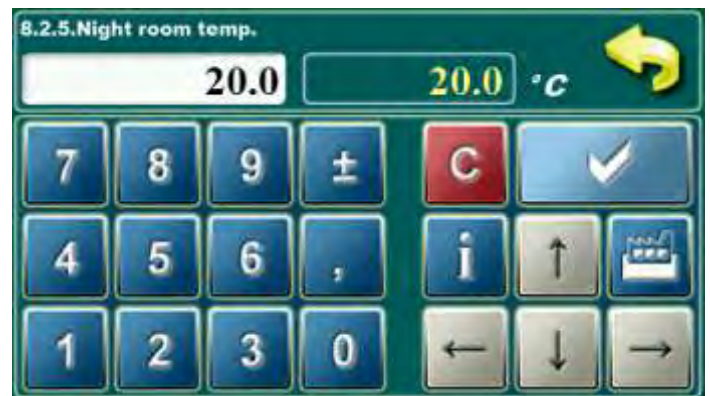 8.2.5.Night room temp.
20.0 20.0 °C
7 8 9 ± C
4 5 6 , i ↑
1 2 3 0 ← ↓ →